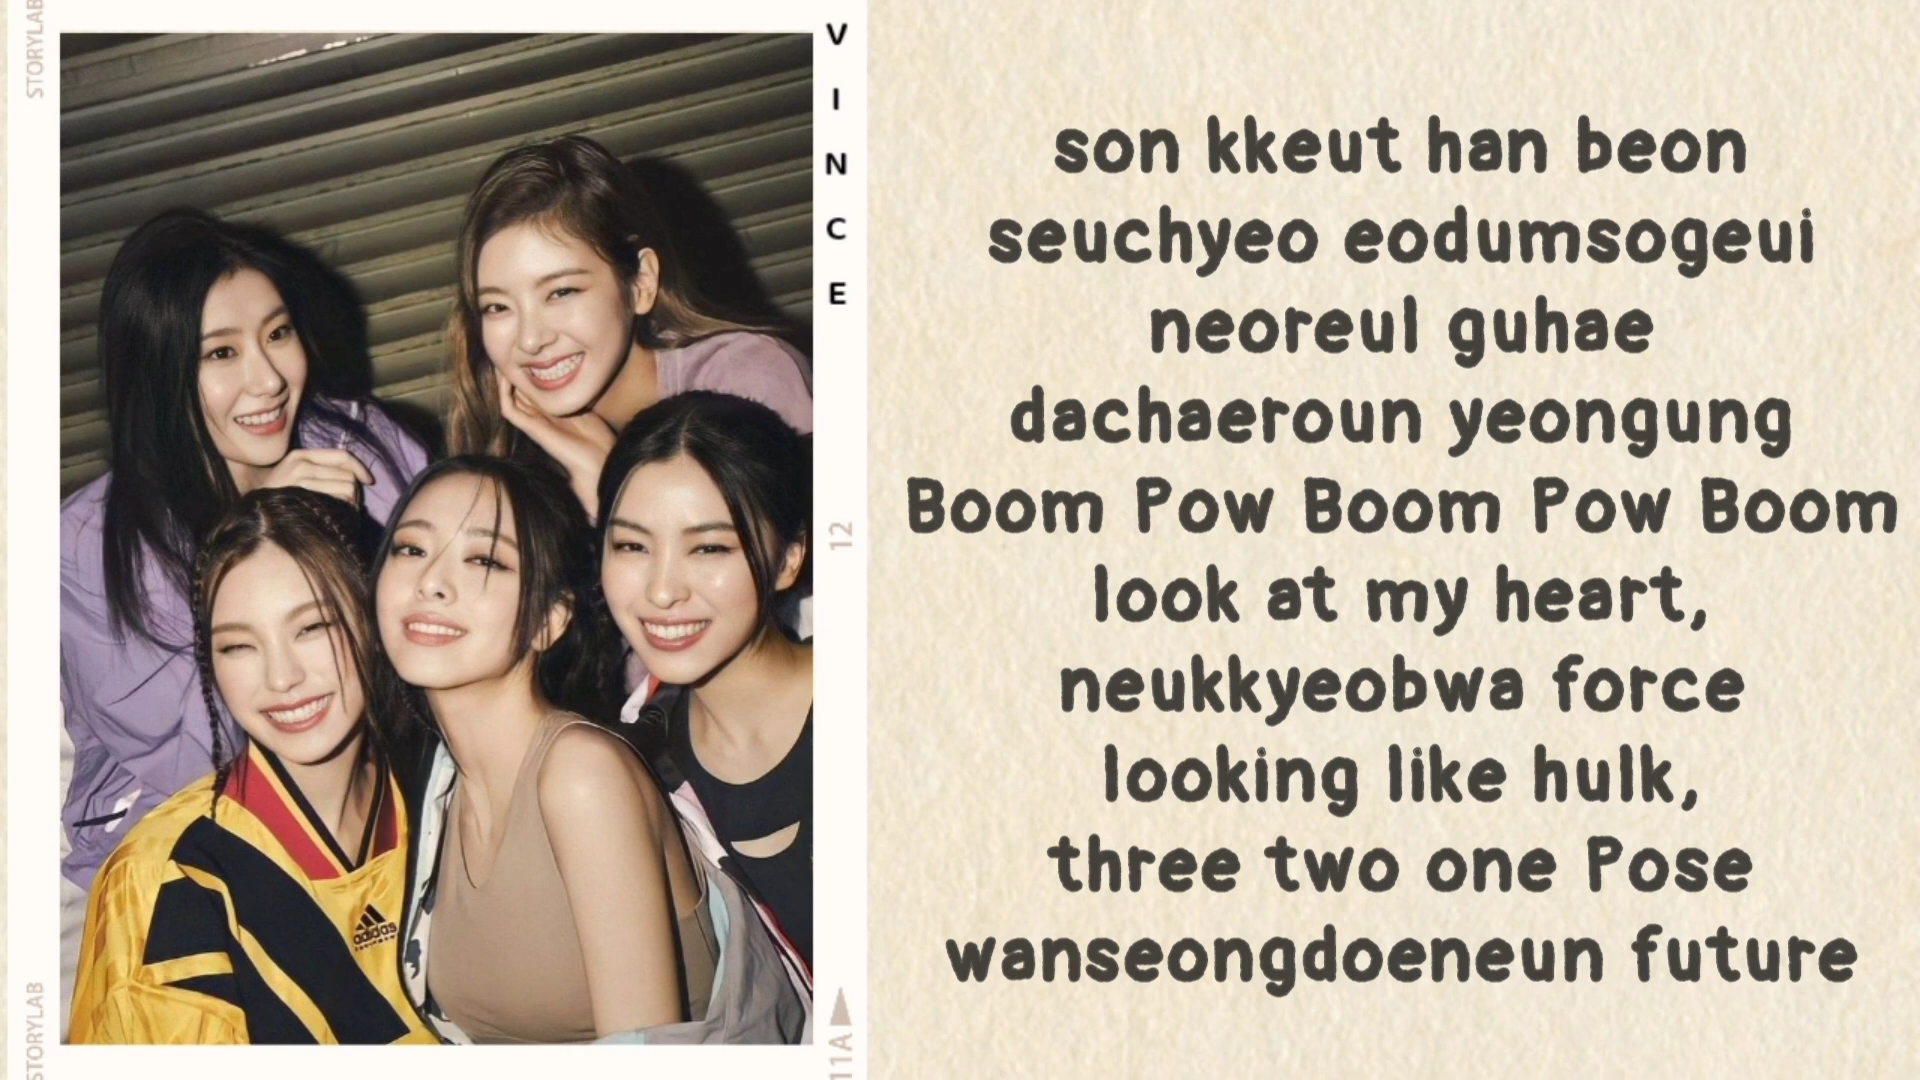 STORYLAB
STORYLAB
VINCE
12
11A
adidas
son kkeut han beon
seuchyeo eodumsogeui
neoreul guhae
dachaeroun yeongung
Boom Pow Boom Pow Boom
look at my heart,
neukkyeobwa force
looking like hulk,
three two one Pose
wanseongdoeneun future